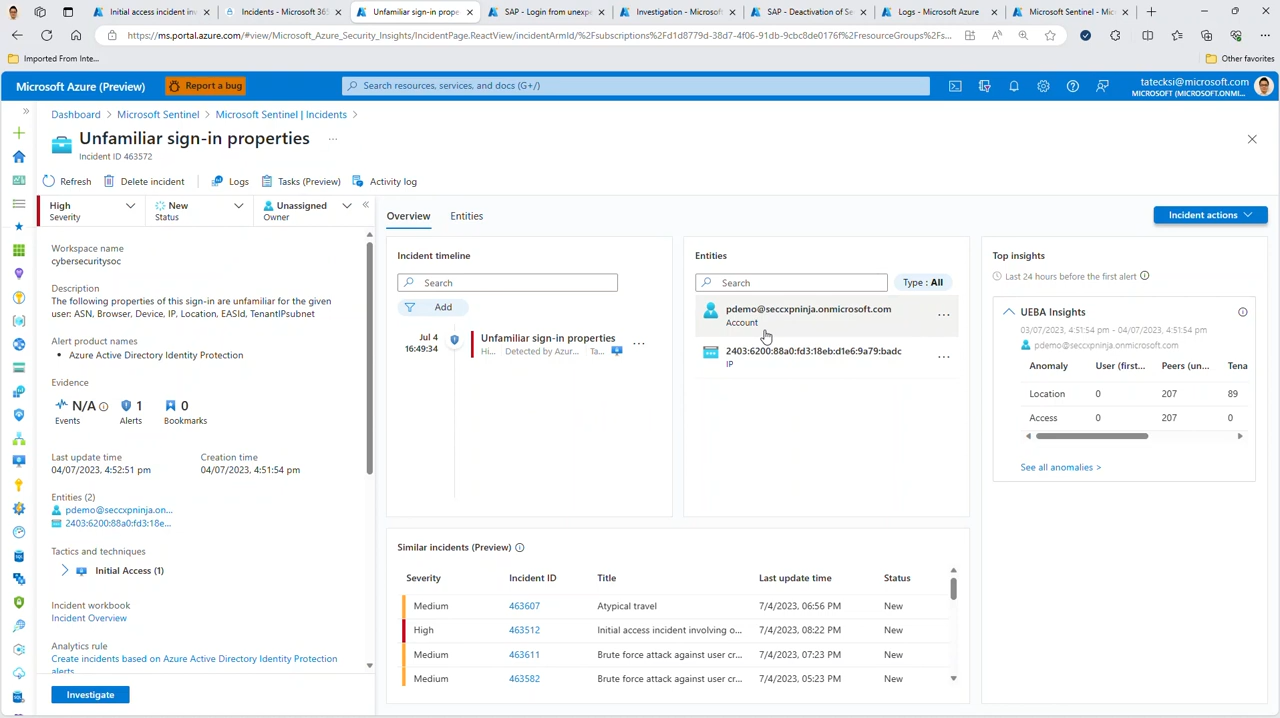 Initial access incident inv
Incidents - Microsoft 365
Unfamiliar sign-in prope
SAP - Login from unexpe
Investigation - Microsoft
SAP - Deactivation of Se
Logs - Microsoft Azure
Microsoft Sentinel - Mic
https://ms.portal.azure.com/#view/Microsoft_Azure_Security_Insights/IncidentPage.ReactView/incidentArmId/%2Fsubscriptions%2Fd1d8779d-38d7-4f06-91db-9cbc8de0176f%2FresourceGroups%2Fs...
Imported From Inte...
Other favorites
Microsoft Azure (Preview)
Report a bug
Search resources, services, and docs (G+/)
tatecksi@microsoft.com
MICROSOFT (MICROSOFT.ONMI...
Dashboard > Microsoft Sentinel > Microsoft Sentinel | Incidents >
Unfamiliar sign-in properties ...
Incident ID 463572
Refresh
Delete incident
Logs
Tasks (Preview)
Activity log
High
Severity
New
Status
Unassigned
Owner
Workspace name
cybersecuritysoc
Description
The following properties of this sign-in are unfamiliar for the given
user: ASN, Browser, Device, IP, Location, EASId, TenantIPsubnet
Alert product names
• Azure Active Directory Identity Protection
Evidence
N/A
Events
1
Alerts
0
Bookmarks
Last update time
04/07/2023, 4:52:51 pm
Creation time
04/07/2023, 4:51:54 pm
Entities (2)
pdemo@seccxpninja.on...
2403:6200:88a0:fd3:18e...
Tactics and techniques
Initial Access (1)
Incident workbook
Incident Overview
Analytics rule
Create incidents based on Azure Active Directory Identity Protection
alerts
Investigate
Overview
Entities
Incident actions
Incident timeline
Search
Add
Jul 4
16:49:34
Unfamiliar sign-in properties
Hi...
Detected by Azur...
Ta...
Entities
Search
Type : All
pdemo@seccxpninja.onmicrosoft.com
Account
2403:6200:88a0:fd3:18eb:d1e6:9a79:badc
IP
Top insights
Last 24 hours before the first alert
UEBA Insights
03/07/2023, 4:51:54 pm - 04/07/2023, 4:51:54 pm
pdemo@seccxpninja.onmicrosoft.com
Anomaly User (first... Peers (un... Tena
Location 0 207 89
Access 0 207 0
See all anomalies >
Similar incidents (Preview)
Severity Incident ID Title Last update time Status
Medium 463607 Atypical travel 7/4/2023, 06:56 PM New
High 463512 Initial access incident involving o... 7/4/2023, 08:22 PM New
Medium 463611 Brute force attack against user cr... 7/4/2023, 07:23 PM New
Medium 463582 Brute force attack against user cr... 7/4/2023, 05:23 PM New